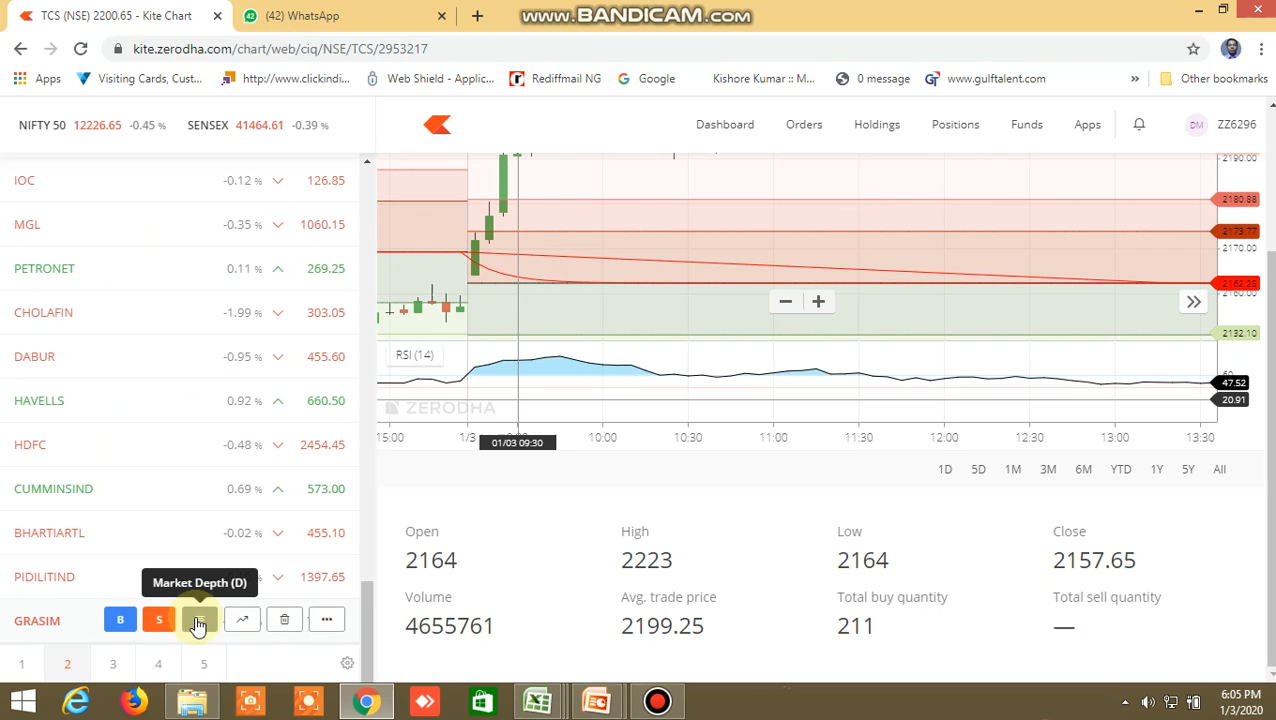 TCS (NSE) 2200.65 - Kite Chart
(42) WhatsApp
www.BANDICAM.com
kite.zerodha.com/chart/web/ciq/NSE/TCS/2953217
Apps
Visiting Cards, Cust...
http://www.clickindi...
Web Shield - Applic...
Rediffmail NG
Google
Kishore Kumar :: M...
0 message
www.gulftalent.com
Other bookmarks
NIFTY 50 12226.65 -0.45 %
SENSEX 41464.61 -0.39 %
Dashboard
Orders
Holdings
Positions
Funds
Apps
DM ZZ6296
IOC -0.12 % 126.85
MGL -0.35 % 1060.15
PETRONET 0.11 % 269.25
CHOLAFIN -1.99 % 303.05
DABUR -0.95 % 455.60
HAVELLS 0.92 % 660.50
HDFC -0.48 % 2454.45
CUMMINSIND 0.69 % 573.00
BHARTIARTL -0.02 % 455.10
PIDILITIND % 1397.65
Market Depth (D)
GRASIM B S
1 2 3 4 5
2190.00
2180.88
2173.77
2170.00
2162.25
2160.00
2132.10
RSI (14)
47.52
20.91
ZERODHA
15:00 1/3 01/03 09:30 10:00 10:30 11:00 11:30 12:00 12:30 13:00 13:30
1D 5D 1M 3M 6M YTD 1Y 5Y All
Open High Low Close
2164 2223 2164 2157.65
Volume Avg. trade price Total buy quantity Total sell quantity
4655761 2199.25 211 —
6:05 PM
1/3/2020